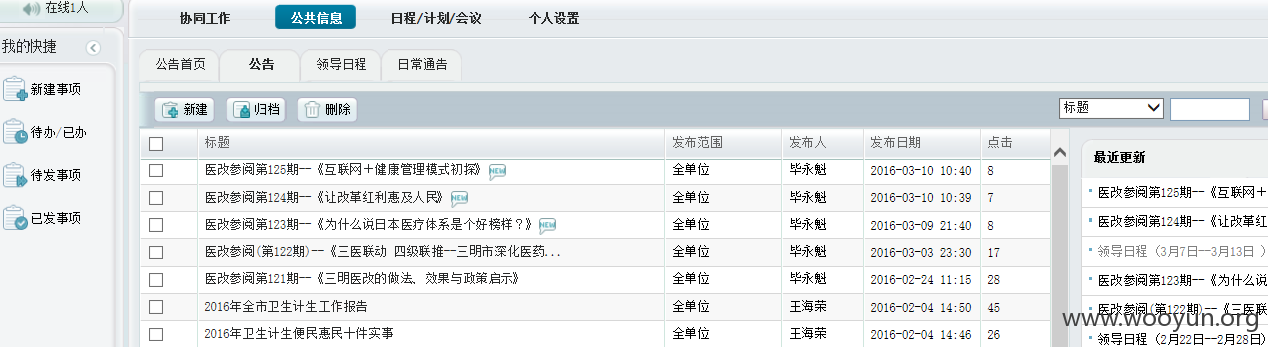 在线1人
协同工作 公共信息 日程/计划/会议 个人设置
我的快捷
公告首页 公告 领导日程 日常通告
新建事项
待办/已办
待发事项
已发事项
新建 归档 删除 标题
标题 发布范围 发布人 发布日期 点击
医改参阅第125期--《互联网＋健康管理模式初探》 NEW 全单位 毕永魁 2016-03-10 10:40 8
医改参阅第124期--《让改革红利惠及人民》 NEW 全单位 毕永魁 2016-03-10 10:39 7
医改参阅第123期--《为什么说日本医疗体系是个好榜样？》 NEW 全单位 毕永魁 2016-03-09 21:40 8
医改参阅(第122期)--《三医联动 四级联推--三明市深化医药... 全单位 毕永魁 2016-03-03 23:30 17
医改参阅第121期--《三明医改的做法、效果与政策启示》 全单位 毕永魁 2016-02-24 11:15 28
2016年全市卫生计生工作报告 全单位 王海荣 2016-02-04 14:50 45
2016年卫生计生便民惠民十件实事 全单位 王海荣 2016-02-04 14:46 26
最近更新
医改参阅第125期--《互联网＋
医改参阅第124期--《让改革红
领导日程（3月7日--3月13日 ）
医改参阅第123期--《为什么说
医改参阅(第122期)--《三医联
领导日程（2月22日--2月28日）
www.wooyun.org